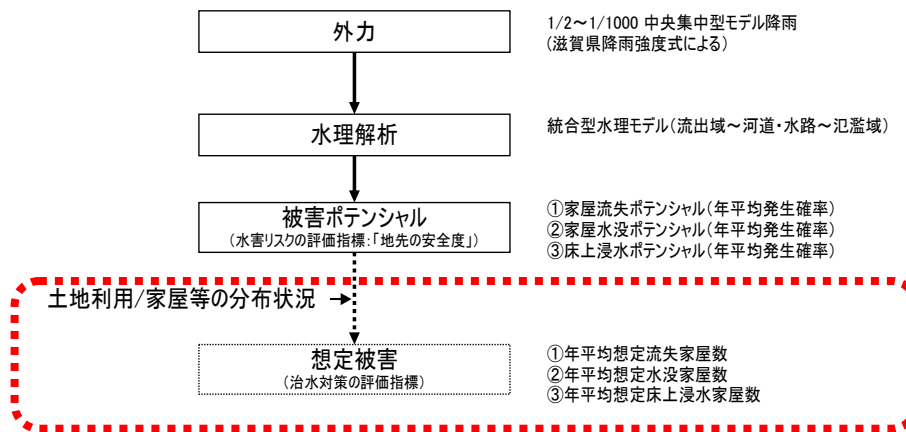 外力
1/2～1/1000 中央集中型モデル降雨
(滋賀県降雨強度式による)
水理解析
統合型水理モデル(流出域～河道・水路～氾濫域)
被害ポテンシャル
(水害リスクの評価指標:「地先の安全度」)
①家屋流失ポテンシャル(年平均発生確率)
②家屋水没ポテンシャル(年平均発生確率)
③床上浸水ポテンシャル(年平均発生確率)
土地利用/家屋等の分布状況
想定被害
(治水対策の評価指標)
①年平均想定流失家屋数
②年平均想定水没家屋数
③年平均想定床上浸水家屋数